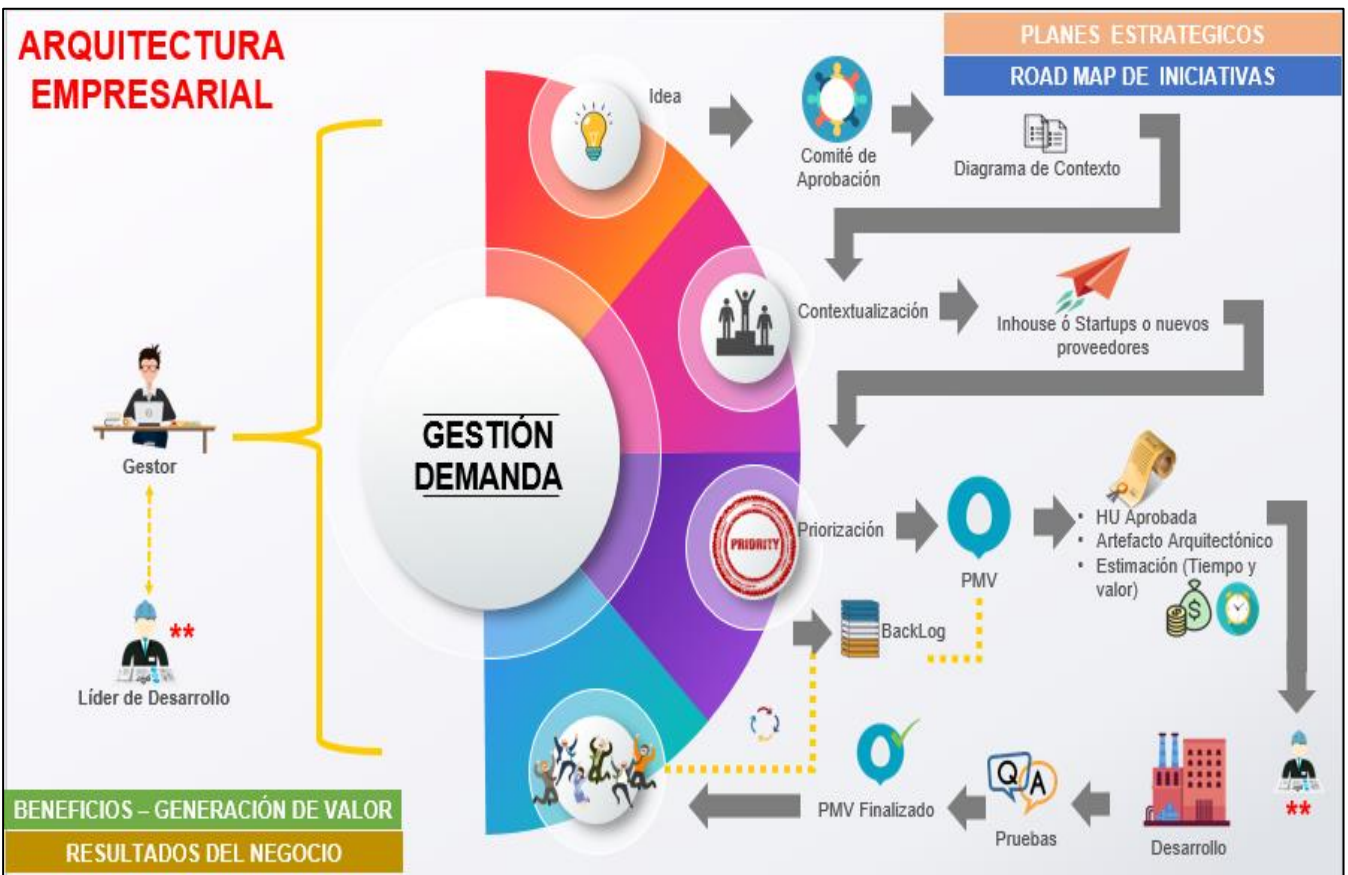 ARQUITECTURA
EMPRESARIAL
PLANES ESTRATEGICOS
ROAD MAP DE INICIATIVAS
Idea
Comité de
Aprobación
Diagrama de Contexto
Contextualización
Inhouse ó Startups o nuevos
proveedores
Gestor
Líder de Desarrollo
**
GESTIÓN
DEMANDA
PRIORITY
Priorización
PMV
• HU Aprobada
• Artefacto Arquitectónico
• Estimación (Tiempo y
valor)
$
BackLog
PMV Finalizado
QA
Pruebas
Desarrollo
**
BENEFICIOS – GENERACIÓN DE VALOR
RESULTADOS DEL NEGOCIO